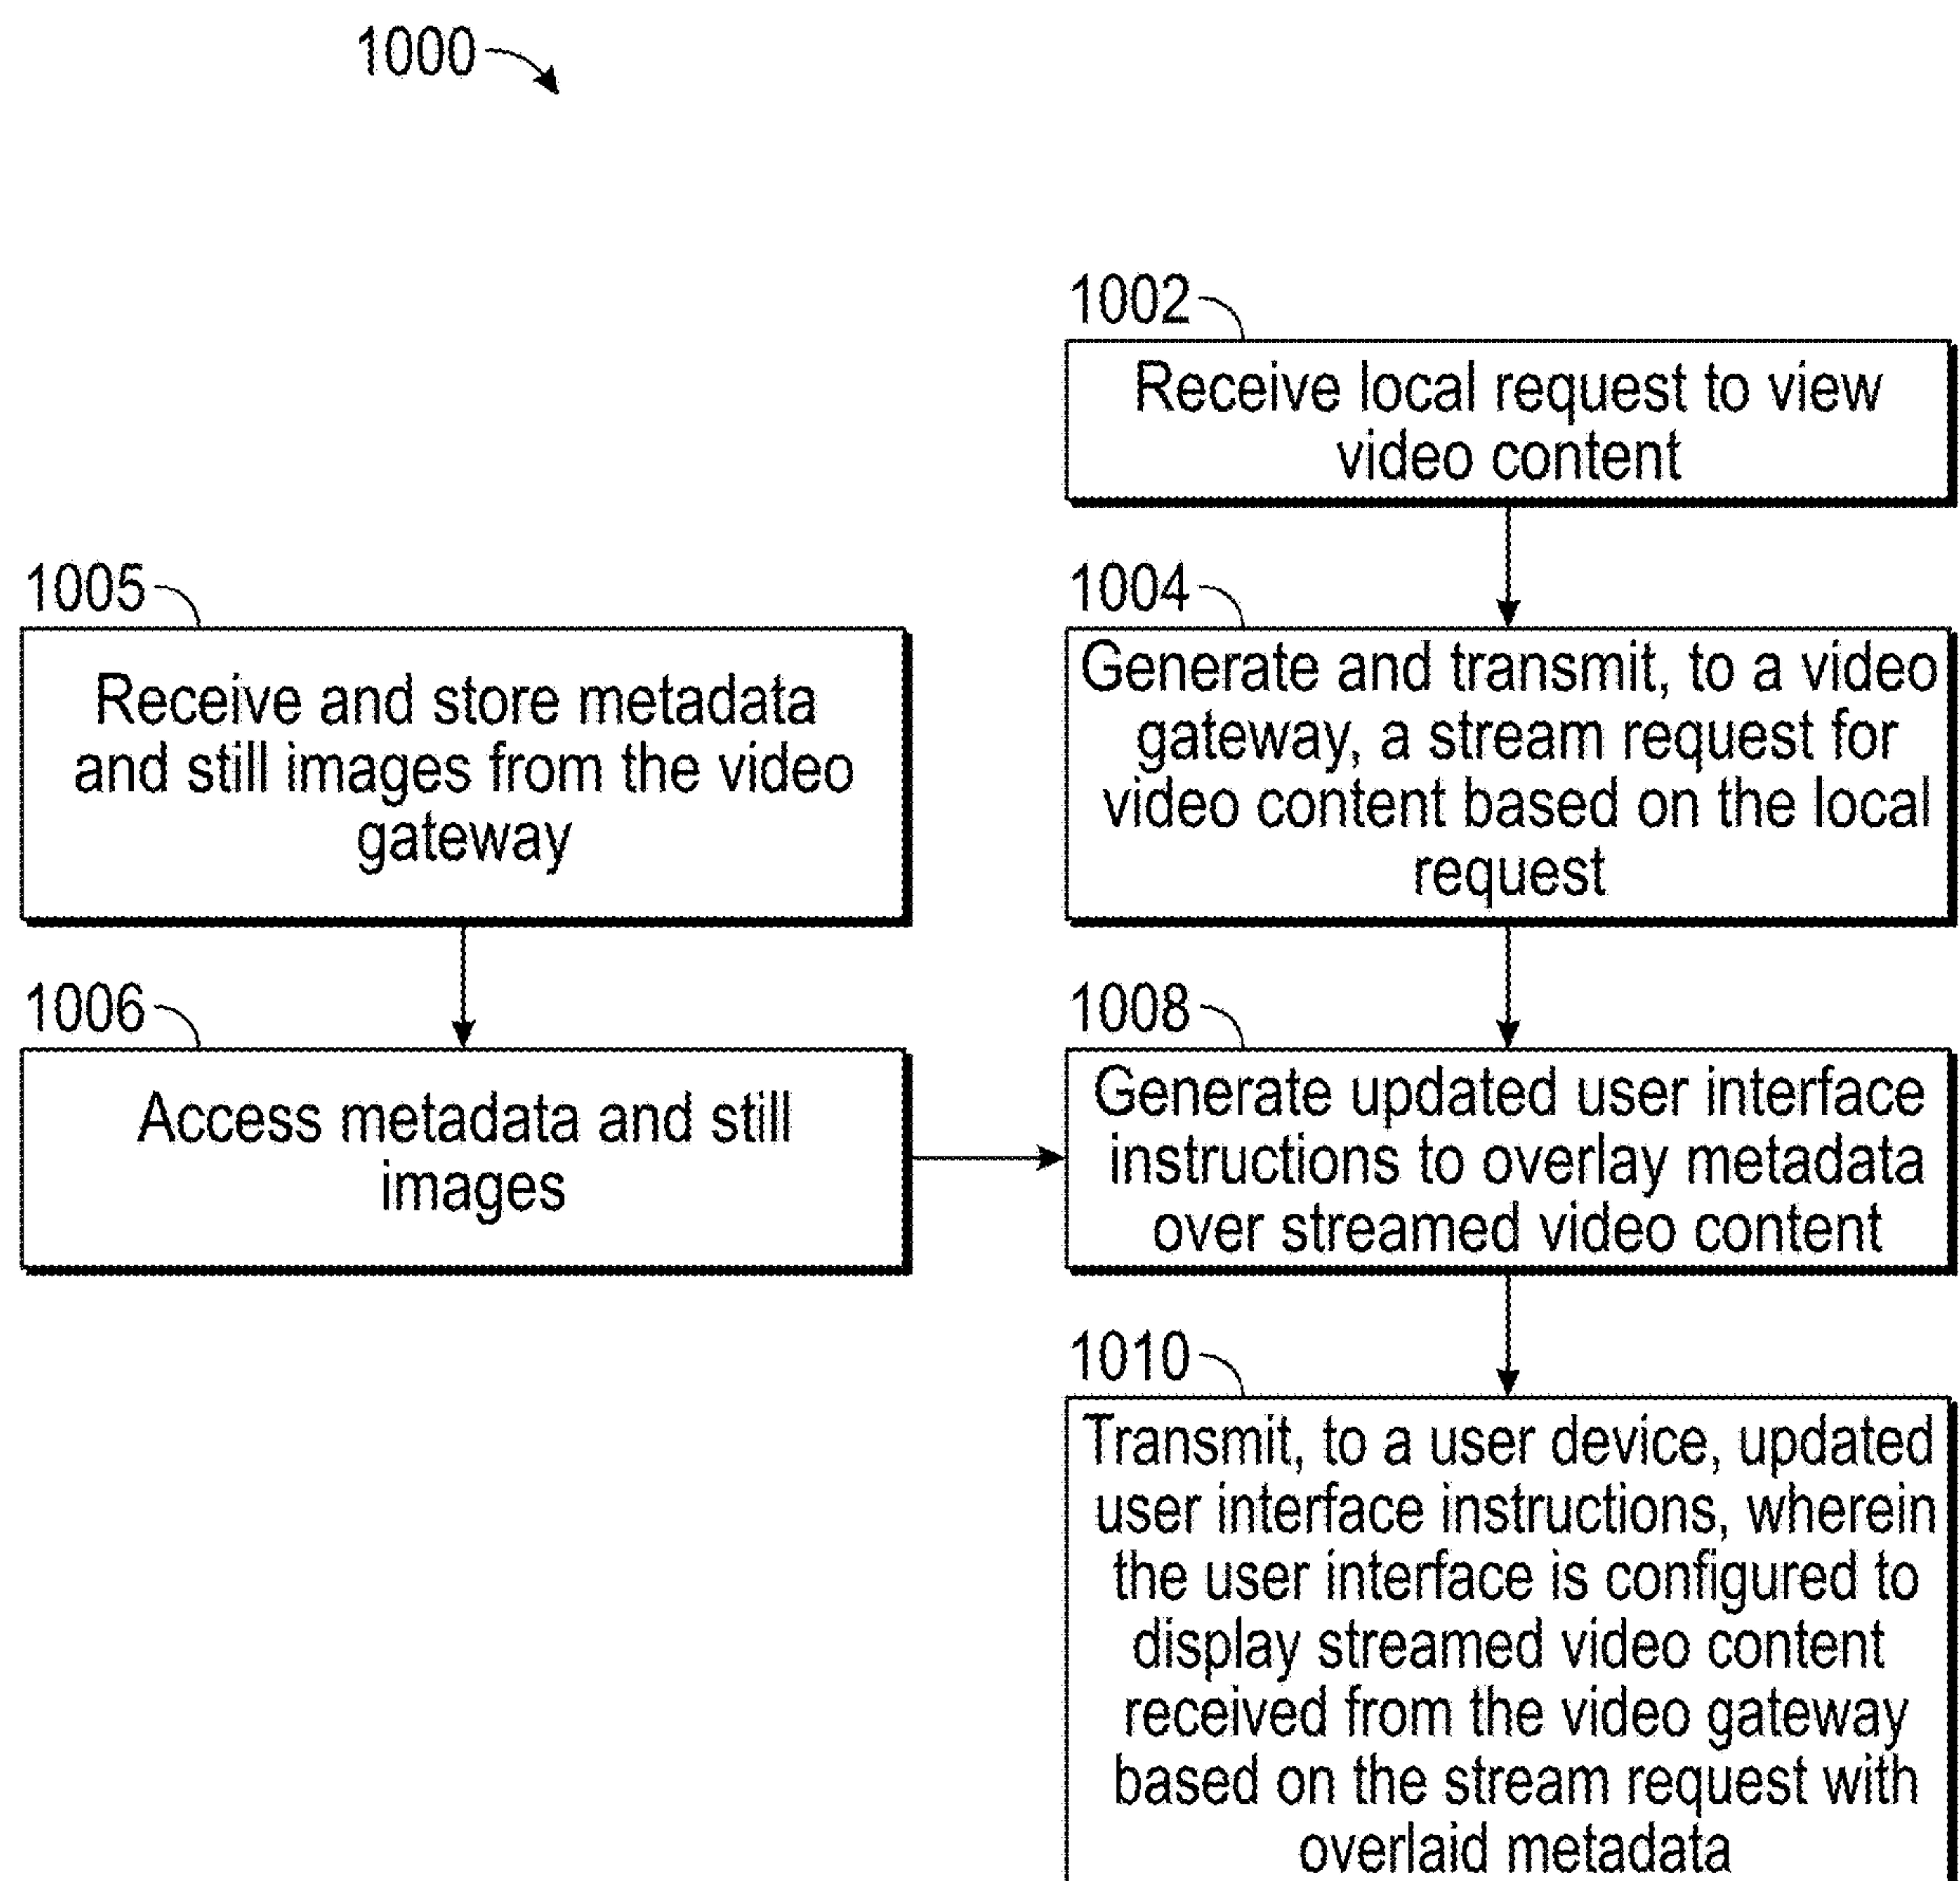 1000
1002
Receive local request to view
video content
1005
Receive and store metadata
and still images from the video
gateway
1004
Generate and transmit, to a video
gateway, a stream request for
video content based on the local
request
1006
Access metadata and still
images
1008
Generate updated user interface
instructions to overlay metadata
over streamed video content
1010
Transmit, to a user device, updated
user interface instructions, wherein
the user interface is configured to
display streamed video content
received from the video gateway
based on the stream request with
overlaid metadata